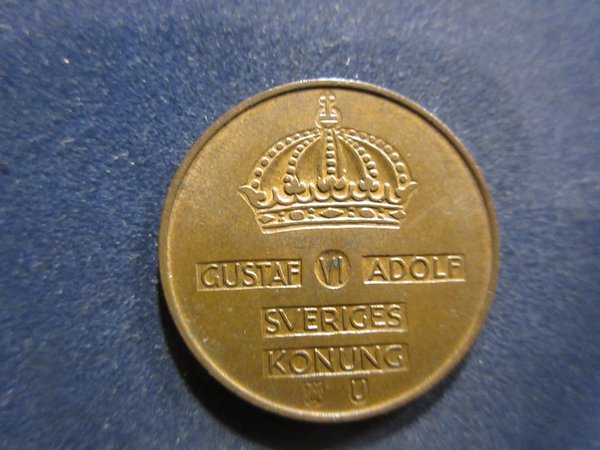 GUSTAF VI ADOLF
SVERIGES
KONUNG
U